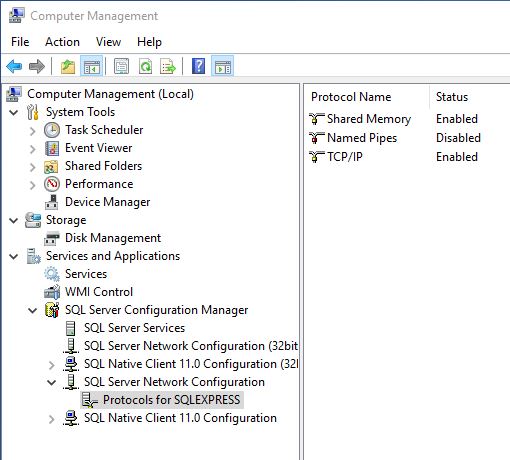 Computer Management
File Action View Help
Computer Management (Local)
System Tools
Task Scheduler
Event Viewer
Shared Folders
Performance
Device Manager
Storage
Disk Management
Services and Applications
Services
WMI Control
SQL Server Configuration Manager
SQL Server Services
SQL Server Network Configuration (32bit
SQL Native Client 11.0 Configuration (32l
SQL Server Network Configuration
Protocols for SQLEXPRESS
SQL Native Client 11.0 Configuration
Protocol Name Status
Shared Memory Enabled
Named Pipes Disabled
TCP/IP Enabled